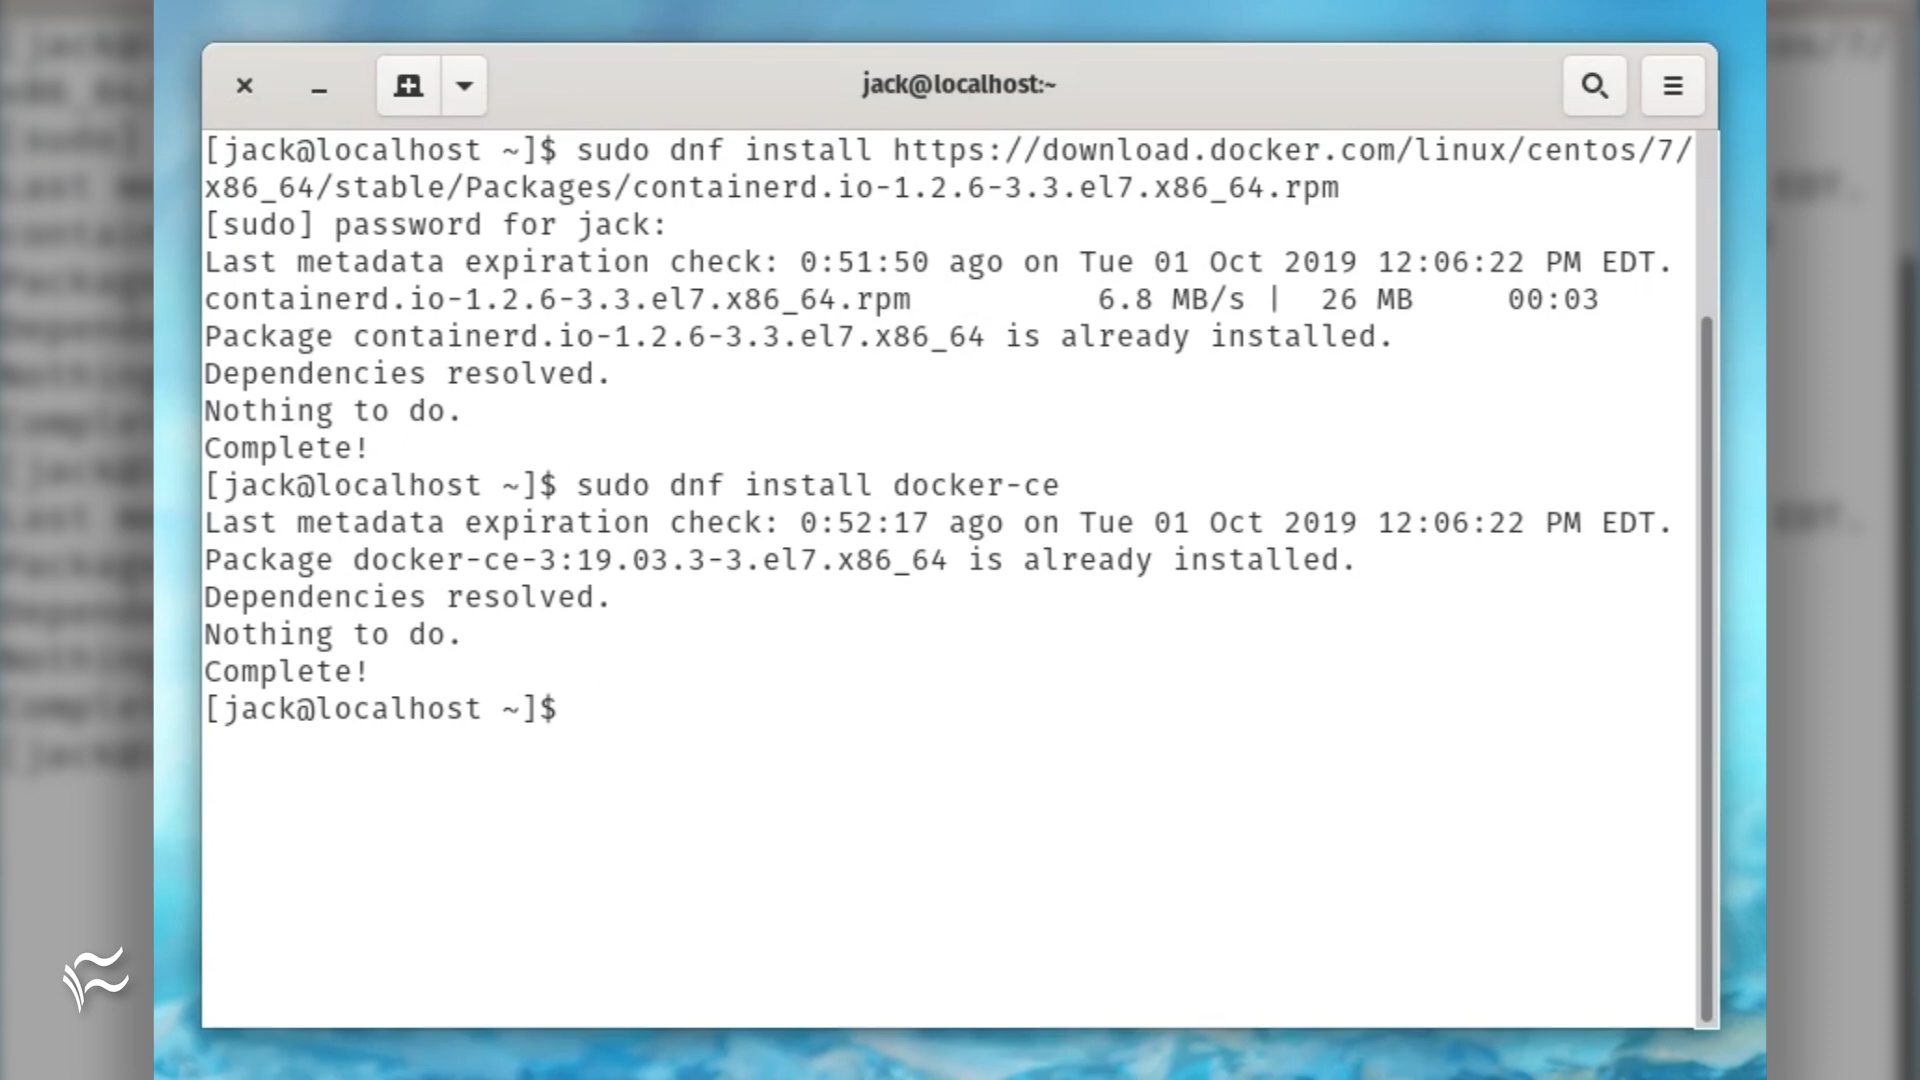 jack@localhost:~
[jack@localhost ~]$ sudo dnf install https://download.docker.com/linux/centos/7/
x86_64/stable/Packages/containerd.io-1.2.6-3.3.el7.x86_64.rpm
[sudo] password for jack:
Last metadata expiration check: 0:51:50 ago on Tue 01 Oct 2019 12:06:22 PM EDT.
containerd.io-1.2.6-3.3.el7.x86_64.rpm 6.8 MB/s | 26 MB 00:03
Package containerd.io-1.2.6-3.3.el7.x86_64 is already installed.
Dependencies resolved.
Nothing to do.
Complete!
[jack@localhost ~]$ sudo dnf install docker-ce
Last metadata expiration check: 0:52:17 ago on Tue 01 Oct 2019 12:06:22 PM EDT.
Package docker-ce-3:19.03.3-3.el7.x86_64 is already installed.
Dependencies resolved.
Nothing to do.
Complete!
[jack@localhost ~]$